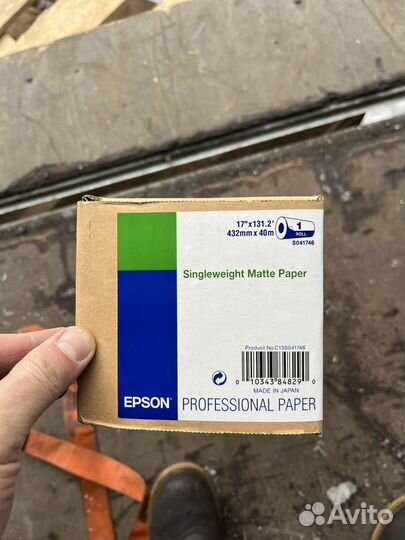 17"x131.2'
432mm x 40m
1
ROLL
S041746
Singleweight Matte Paper
Product No.C13S041746
0 10343 84829 0
MADE IN JAPAN
EPSON
PROFESSIONAL PAPER
Avito